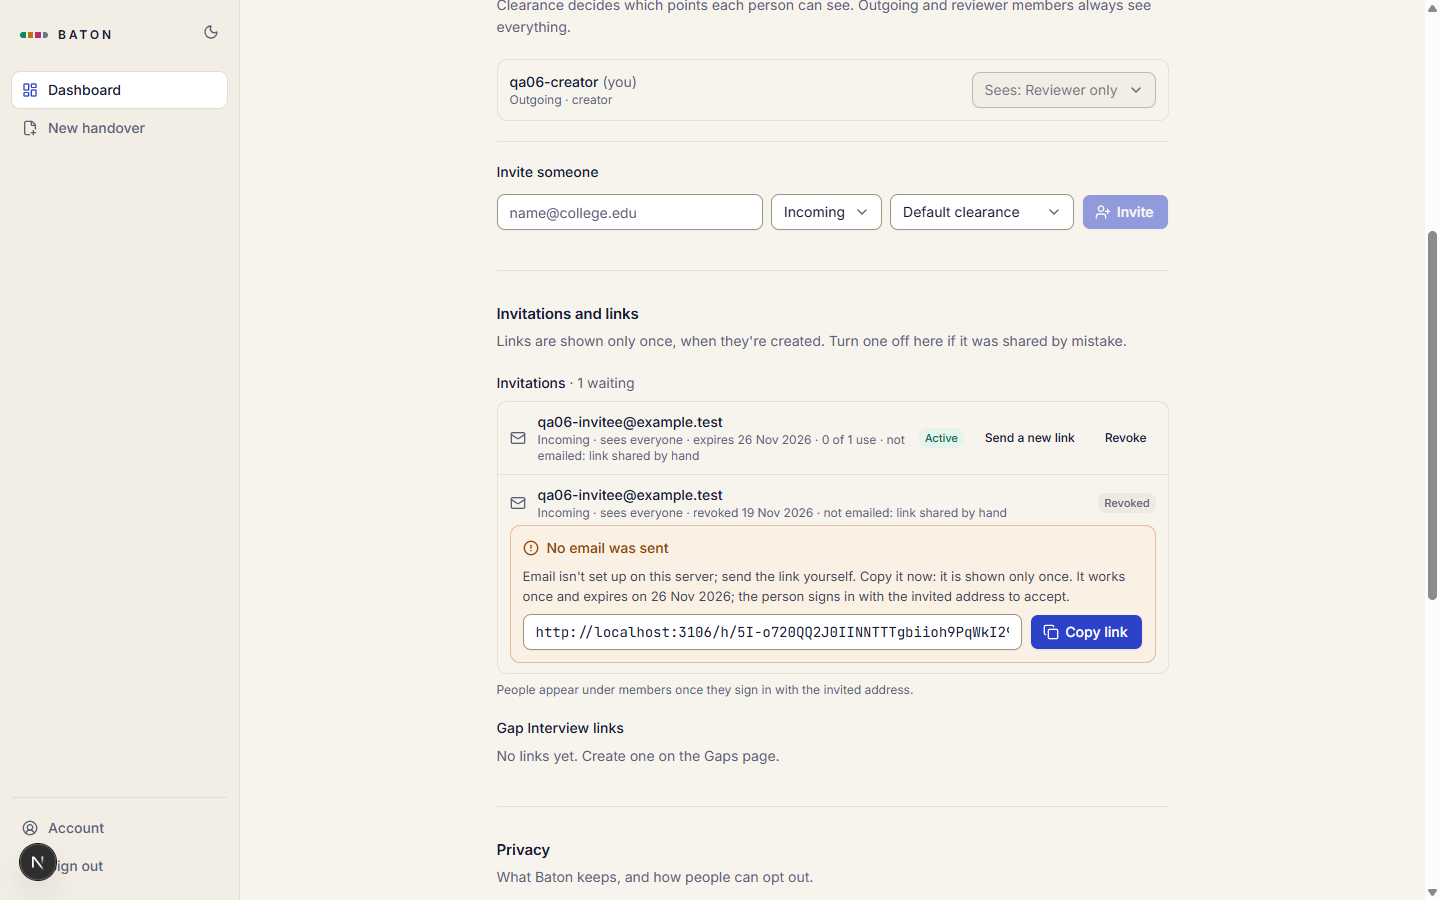 BATON
Dashboard
New handover
Clearance decides which points each person can see. Outgoing and reviewer members always see
everything.
qa06-creator (you)
Outgoing · creator
Sees: Reviewer only
Invite someone
name@college.edu
Incoming
Default clearance
Invite
Invitations and links
Links are shown only once, when they're created. Turn one off here if it was shared by mistake.
Invitations · 1 waiting
qa06-invitee@example.test
Incoming · sees everyone · expires 26 Nov 2026 · 0 of 1 use · not
emailed: link shared by hand
Active
Send a new link
Revoke
qa06-invitee@example.test
Incoming · sees everyone · revoked 19 Nov 2026 · not emailed: link shared by hand
Revoked
No email was sent
Email isn't set up on this server; send the link yourself. Copy it now: it is shown only once. It works
once and expires on 26 Nov 2026; the person signs in with the invited address to accept.
http://localhost:3106/h/5I-o720QQ2J0IINNTTTgbiioh9PqWkI2
Copy link
People appear under members once they sign in with the invited address.
Gap Interview links
No links yet. Create one on the Gaps page.
Privacy
What Baton keeps, and how people can opt out.
Account
N
ign out